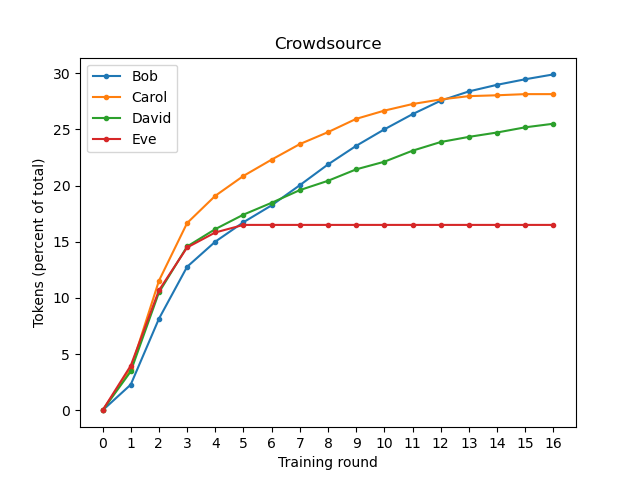 Crowdsource
Tokens (percent of total)
30
25
20
15
10
5
0
Bob
Carol
David
Eve
0 1 2 3 4 5 6 7 8 9 10 11 12 13 14 15 16
Training round